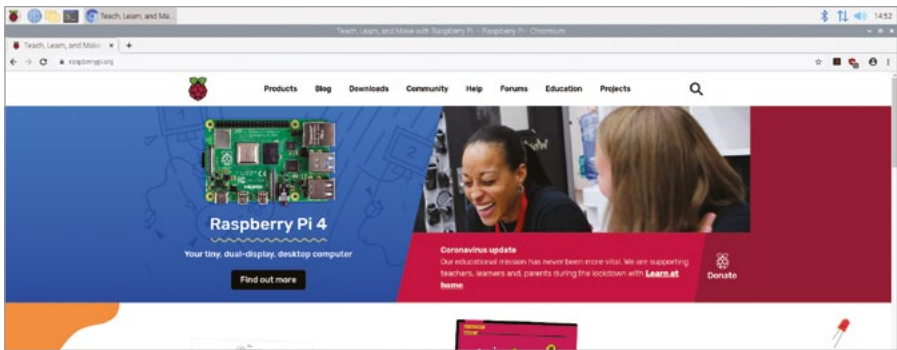 Teach, Learn, and Ma...
14:52
Teach, Learn, and Make with Raspberry Pi – Raspberry Pi - Chromium
Teach, Learn, and Make
raspberrypi.org
Products Blog Downloads Community Help Forums Education Projects
Raspberry Pi 4
Your tiny, dual-display, desktop computer
Find out more
Coronavirus update
Our educational mission has never been more vital. We are supporting
teachers, learners and, parents during the lockdown with Learn at
home.
Donate